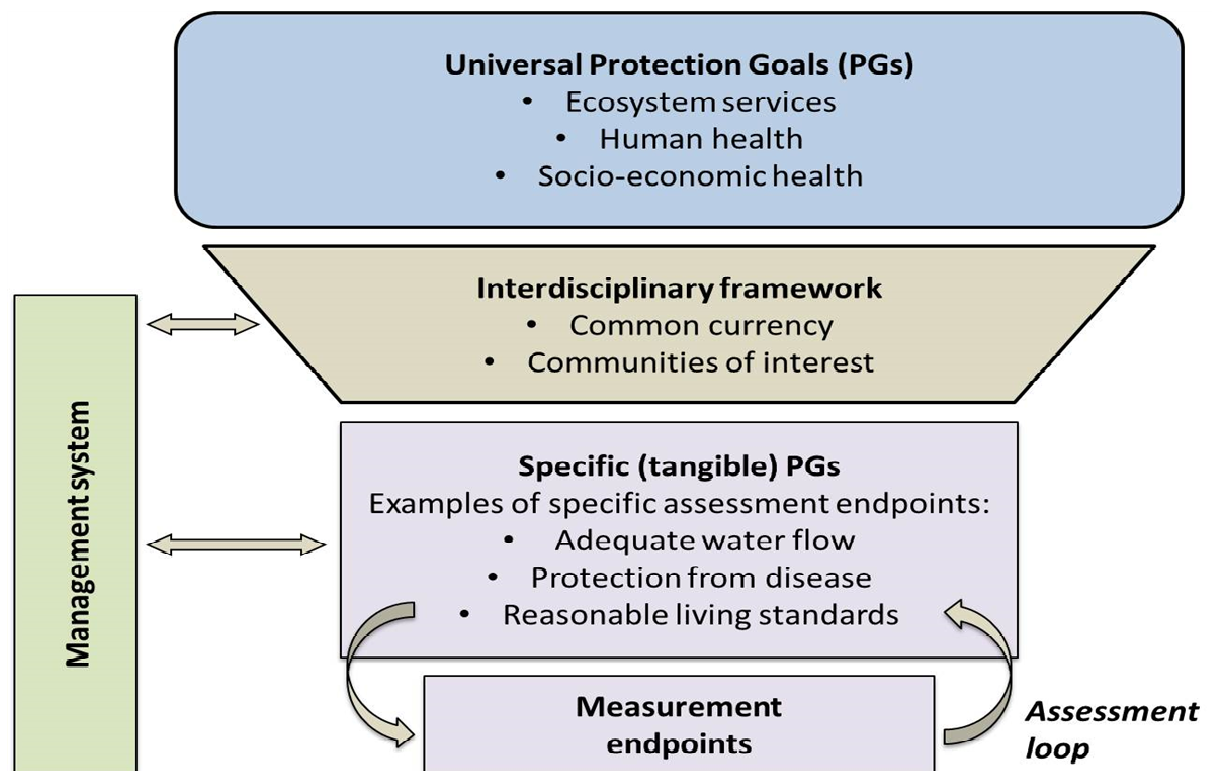 Universal Protection Goals (PGs)
• Ecosystem services
• Human health
• Socio-economic health
Interdisciplinary framework
• Common currency
• Communities of interest
Management system
Specific (tangible) PGs
Examples of specific assessment endpoints:
• Adequate water flow
• Protection from disease
• Reasonable living standards
Measurement
endpoints
Assessment
loop